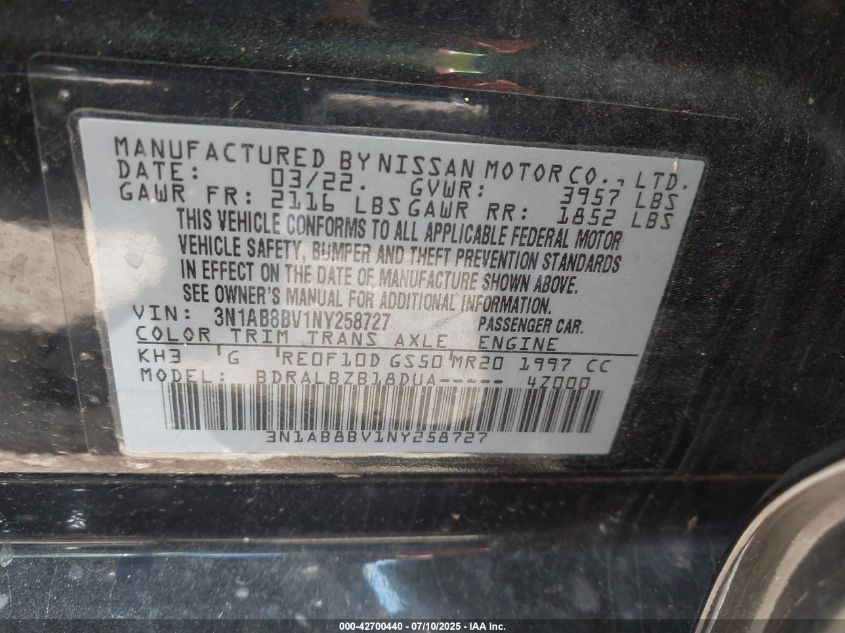 MANUFACTURED BY NISSAN MOTOR CO., LTD.
DATE: 03/22. GVWR: 3957 LBS
GAWR FR: 2116 LBS GAWR RR: 1852 LBS
THIS VEHICLE CONFORMS TO ALL APPLICABLE FEDERAL MOTOR
VEHICLE SAFETY, BUMPER AND THEFT PREVENTION STANDARDS
IN EFFECT ON THE DATE OF MANUFACTURE SHOWN ABOVE.
SEE OWNER'S MANUAL FOR ADDITIONAL INFORMATION.
VIN: 3N1AB8BV1NY258727 PASSENGER CAR.
COLOR TRIM TRANS AXLE ENGINE
KH3 'G RE0F10D GS50 'MR20 1997 CC
MODEL: BDRALBZB18DUA----- 4Z000
3N1AB8BV1NY258727
000-42700440 - 07/10/2025 - IAA Inc.